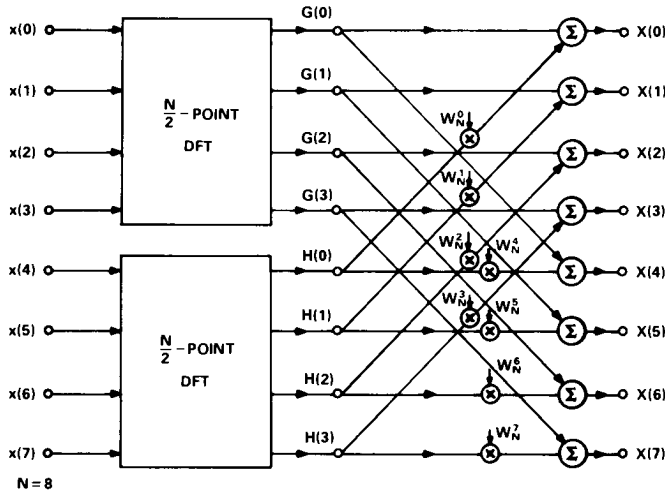 x(0) G(0) X(0)
x(1) G(1) X(1)
W_N^0
N/2 - POINT
DFT
x(2) G(2) X(2)
W_N^1
x(3) G(3) X(3)
W_N^2 W_N^4
x(4) H(0) X(4)
W_N^3 W_N^5
x(5) H(1) X(5)
N/2 - POINT
DFT
W_N^6
x(6) H(2) X(6)
W_N^7
x(7) H(3) X(7)
N=8
Σ
Σ
Σ
Σ
Σ
Σ
Σ
Σ